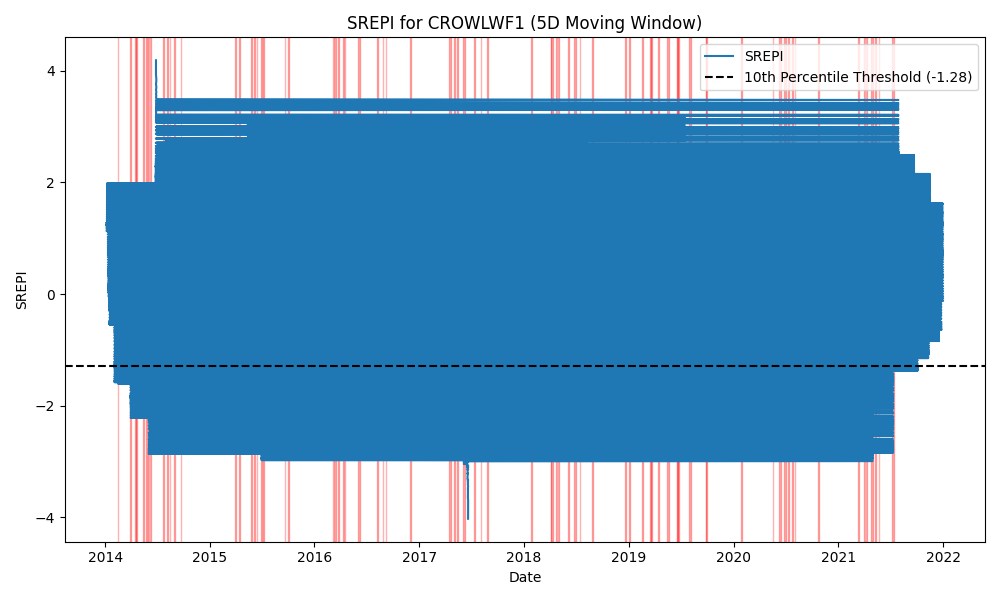 SREPI for CROWLWF1 (5D Moving Window)
SREPI
10th Percentile Threshold (-1.28)
4
2
0
−2
−4
SREPI
2014
2015
2016
2017
2018
2019
2020
2021
2022
Date